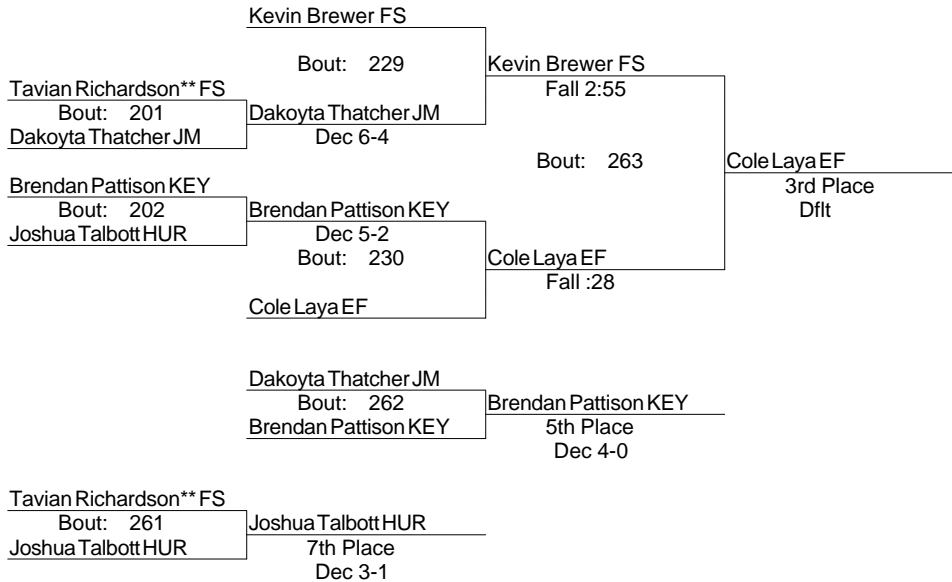 Kevin Brewer FS
Bout: 229
Kevin Brewer FS
Tavian Richardson** FS
Fall 2:55
Bout: 201
Dakoyta Thatcher JM
Dakoyta Thatcher JM
Dec 6-4
Bout: 263
Cole Laya EF
Brendan Pattison KEY
3rd Place
Bout: 202
Brendan Pattison KEY
Dflt
Joshua Talbott HUR
Dec 5-2
Bout: 230
Cole Laya EF
Fall :28
Cole Laya EF
Dakoyta Thatcher JM
Bout: 262
Brendan Pattison KEY
Brendan Pattison KEY
5th Place
Dec 4-0
Tavian Richardson** FS
Bout: 261
Joshua Talbott HUR
Joshua Talbott HUR
7th Place
Dec 3-1